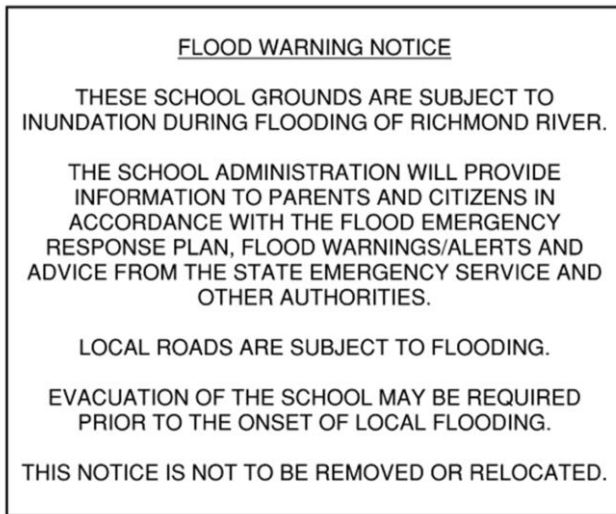 FLOOD WARNING NOTICE
THESE SCHOOL GROUNDS ARE SUBJECT TO
INUNDATION DURING FLOODING OF RICHMOND RIVER.
THE SCHOOL ADMINISTRATION WILL PROVIDE
INFORMATION TO PARENTS AND CITIZENS IN
ACCORDANCE WITH THE FLOOD EMERGENCY
RESPONSE PLAN, FLOOD WARNINGS/ALERTS AND
ADVICE FROM THE STATE EMERGENCY SERVICE AND
OTHER AUTHORITIES.
LOCAL ROADS ARE SUBJECT TO FLOODING.
EVACUATION OF THE SCHOOL MAY BE REQUIRED
PRIOR TO THE ONSET OF LOCAL FLOODING.
THIS NOTICE IS NOT TO BE REMOVED OR RELOCATED.